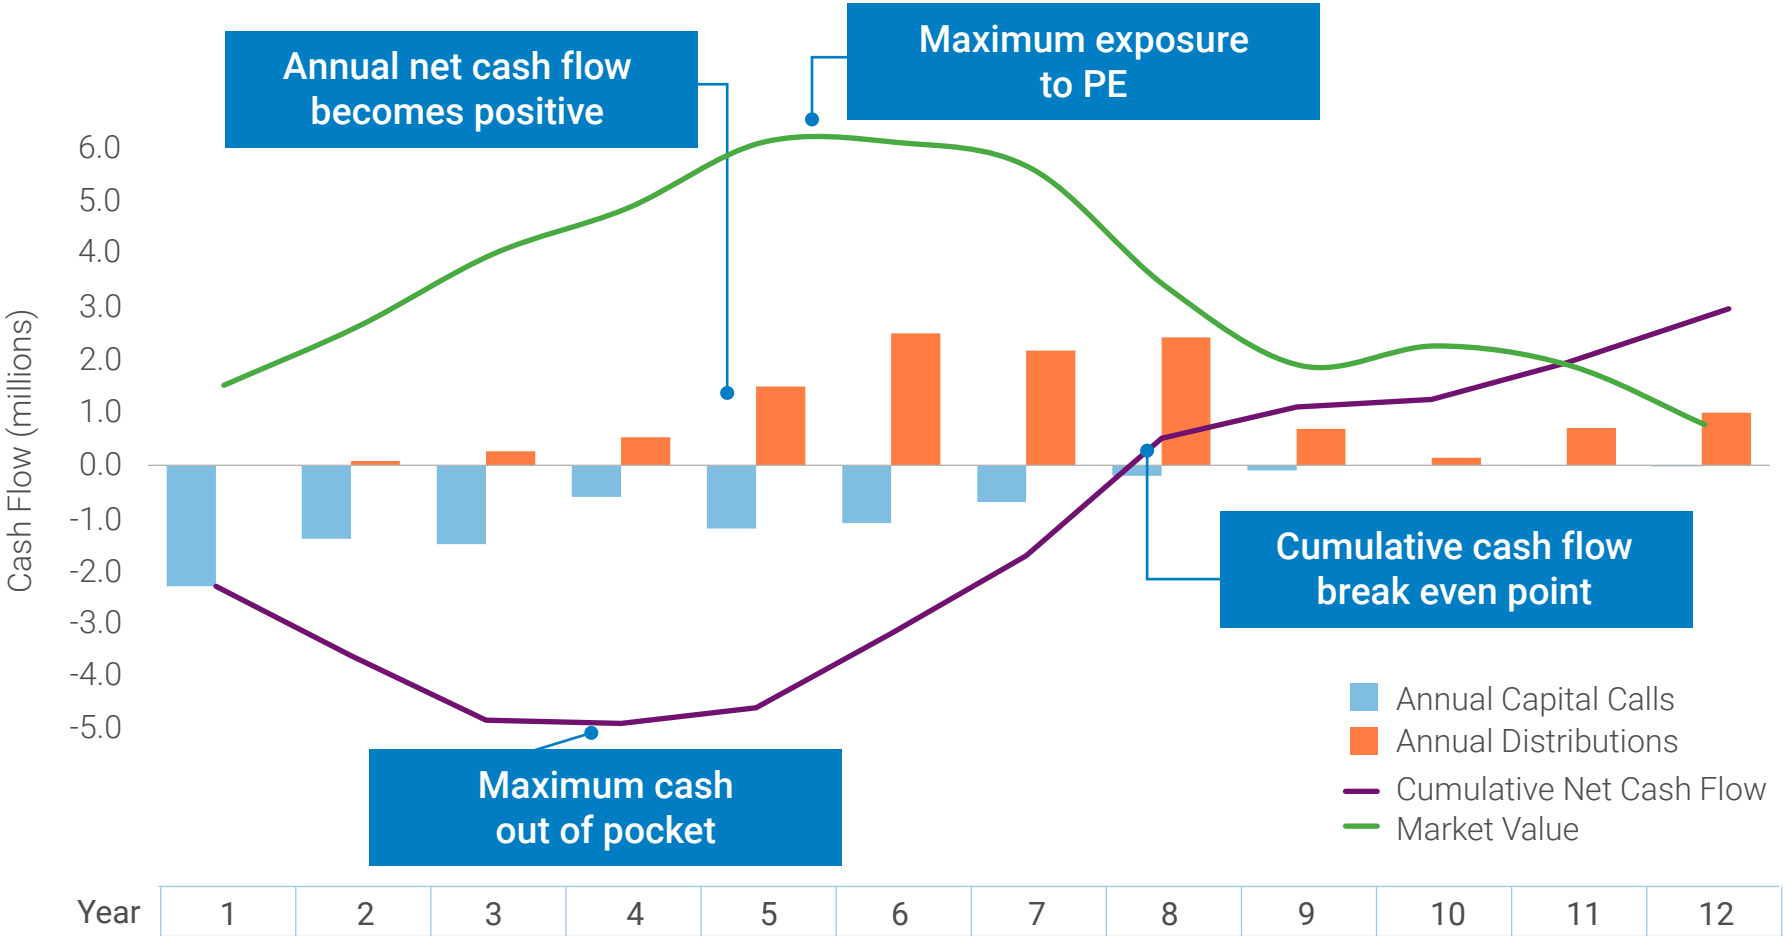 Annual net cash flow
becomes positive
Maximum exposure
to PE
6.0
5.0
4.0
3.0
2.0
1.0
0.0
-1.0
-2.0
-3.0
-4.0
-5.0
Cash Flow (millions)
Cumulative cash flow
break even point
Maximum cash
out of pocket
Annual Capital Calls
Annual Distributions
Cumulative Net Cash Flow
Market Value
Year 1 2 3 4 5 6 7 8 9 10 11 12